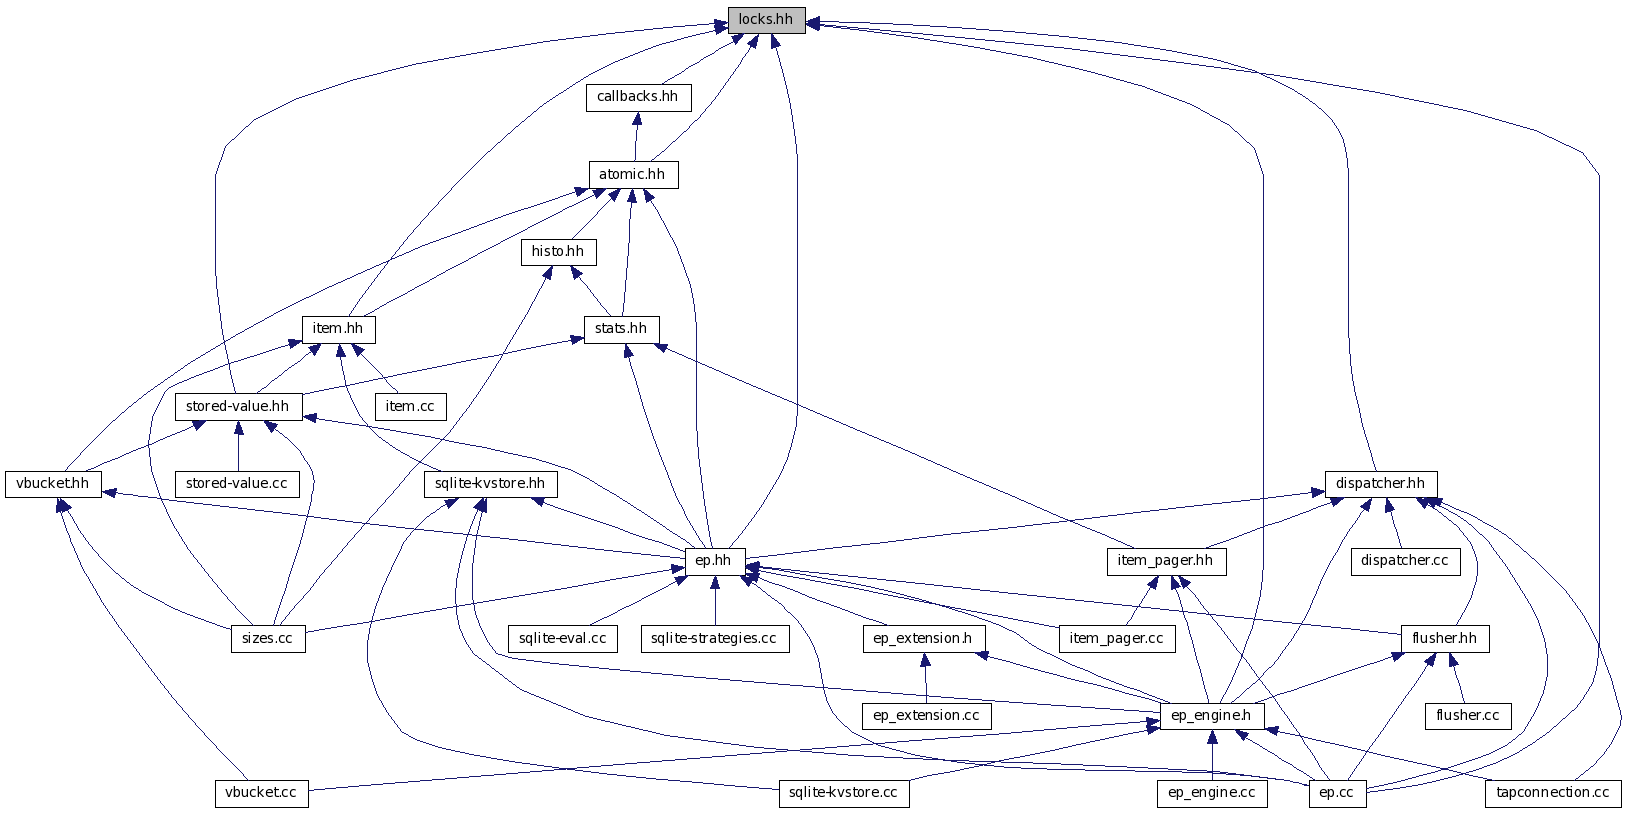 locks.hh
callbacks.hh
atomic.hh
histo.hh
item.hh
stats.hh
stored-value.hh
item.cc
vbucket.hh
stored-value.cc
sqlite-kvstore.hh
dispatcher.hh
ep.hh
item_pager.hh
dispatcher.cc
sizes.cc
sqlite-eval.cc
sqlite-strategies.cc
ep_extension.h
item_pager.cc
flusher.hh
ep_extension.cc
ep_engine.h
flusher.cc
vbucket.cc
sqlite-kvstore.cc
ep_engine.cc
ep.cc
tapconnection.cc